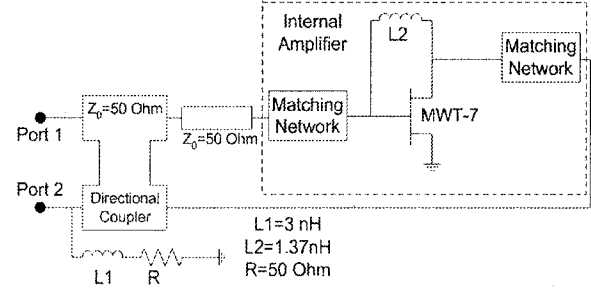 Internal
Amplifier
L2
Matching
Network
Z0=50 Ohm
Matching
Network
MWT-7
Port 1
Z0=50 Ohm
Port 2
Directional
Coupler
L1=3 nH
L2=1.37nH
R=50 Ohm
L1
R